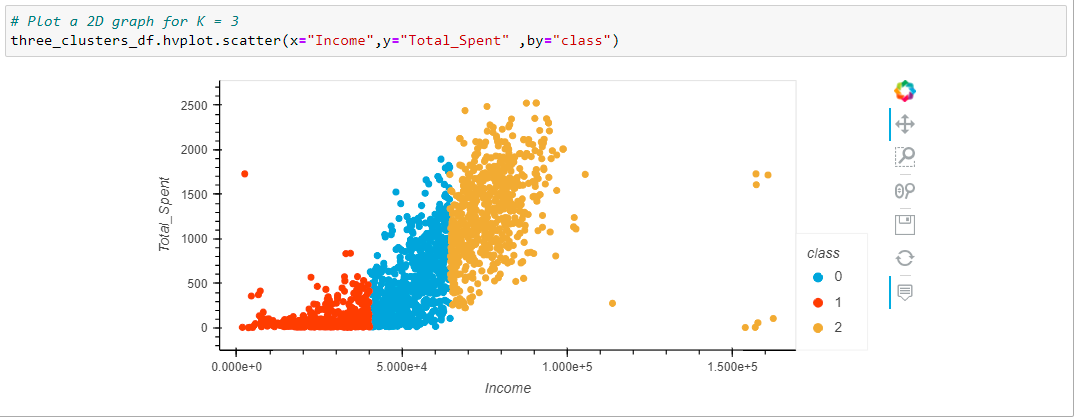 # Plot a 2D graph for K = 3
three_clusters_df.hvplot.scatter(x="Income",y="Total_Spent" ,by="class")
2500
2000
1500
1000
500
0
Total_Spent
0.000e+0 5.000e+4 1.000e+5 1.500e+5
Income
class
0
1
2